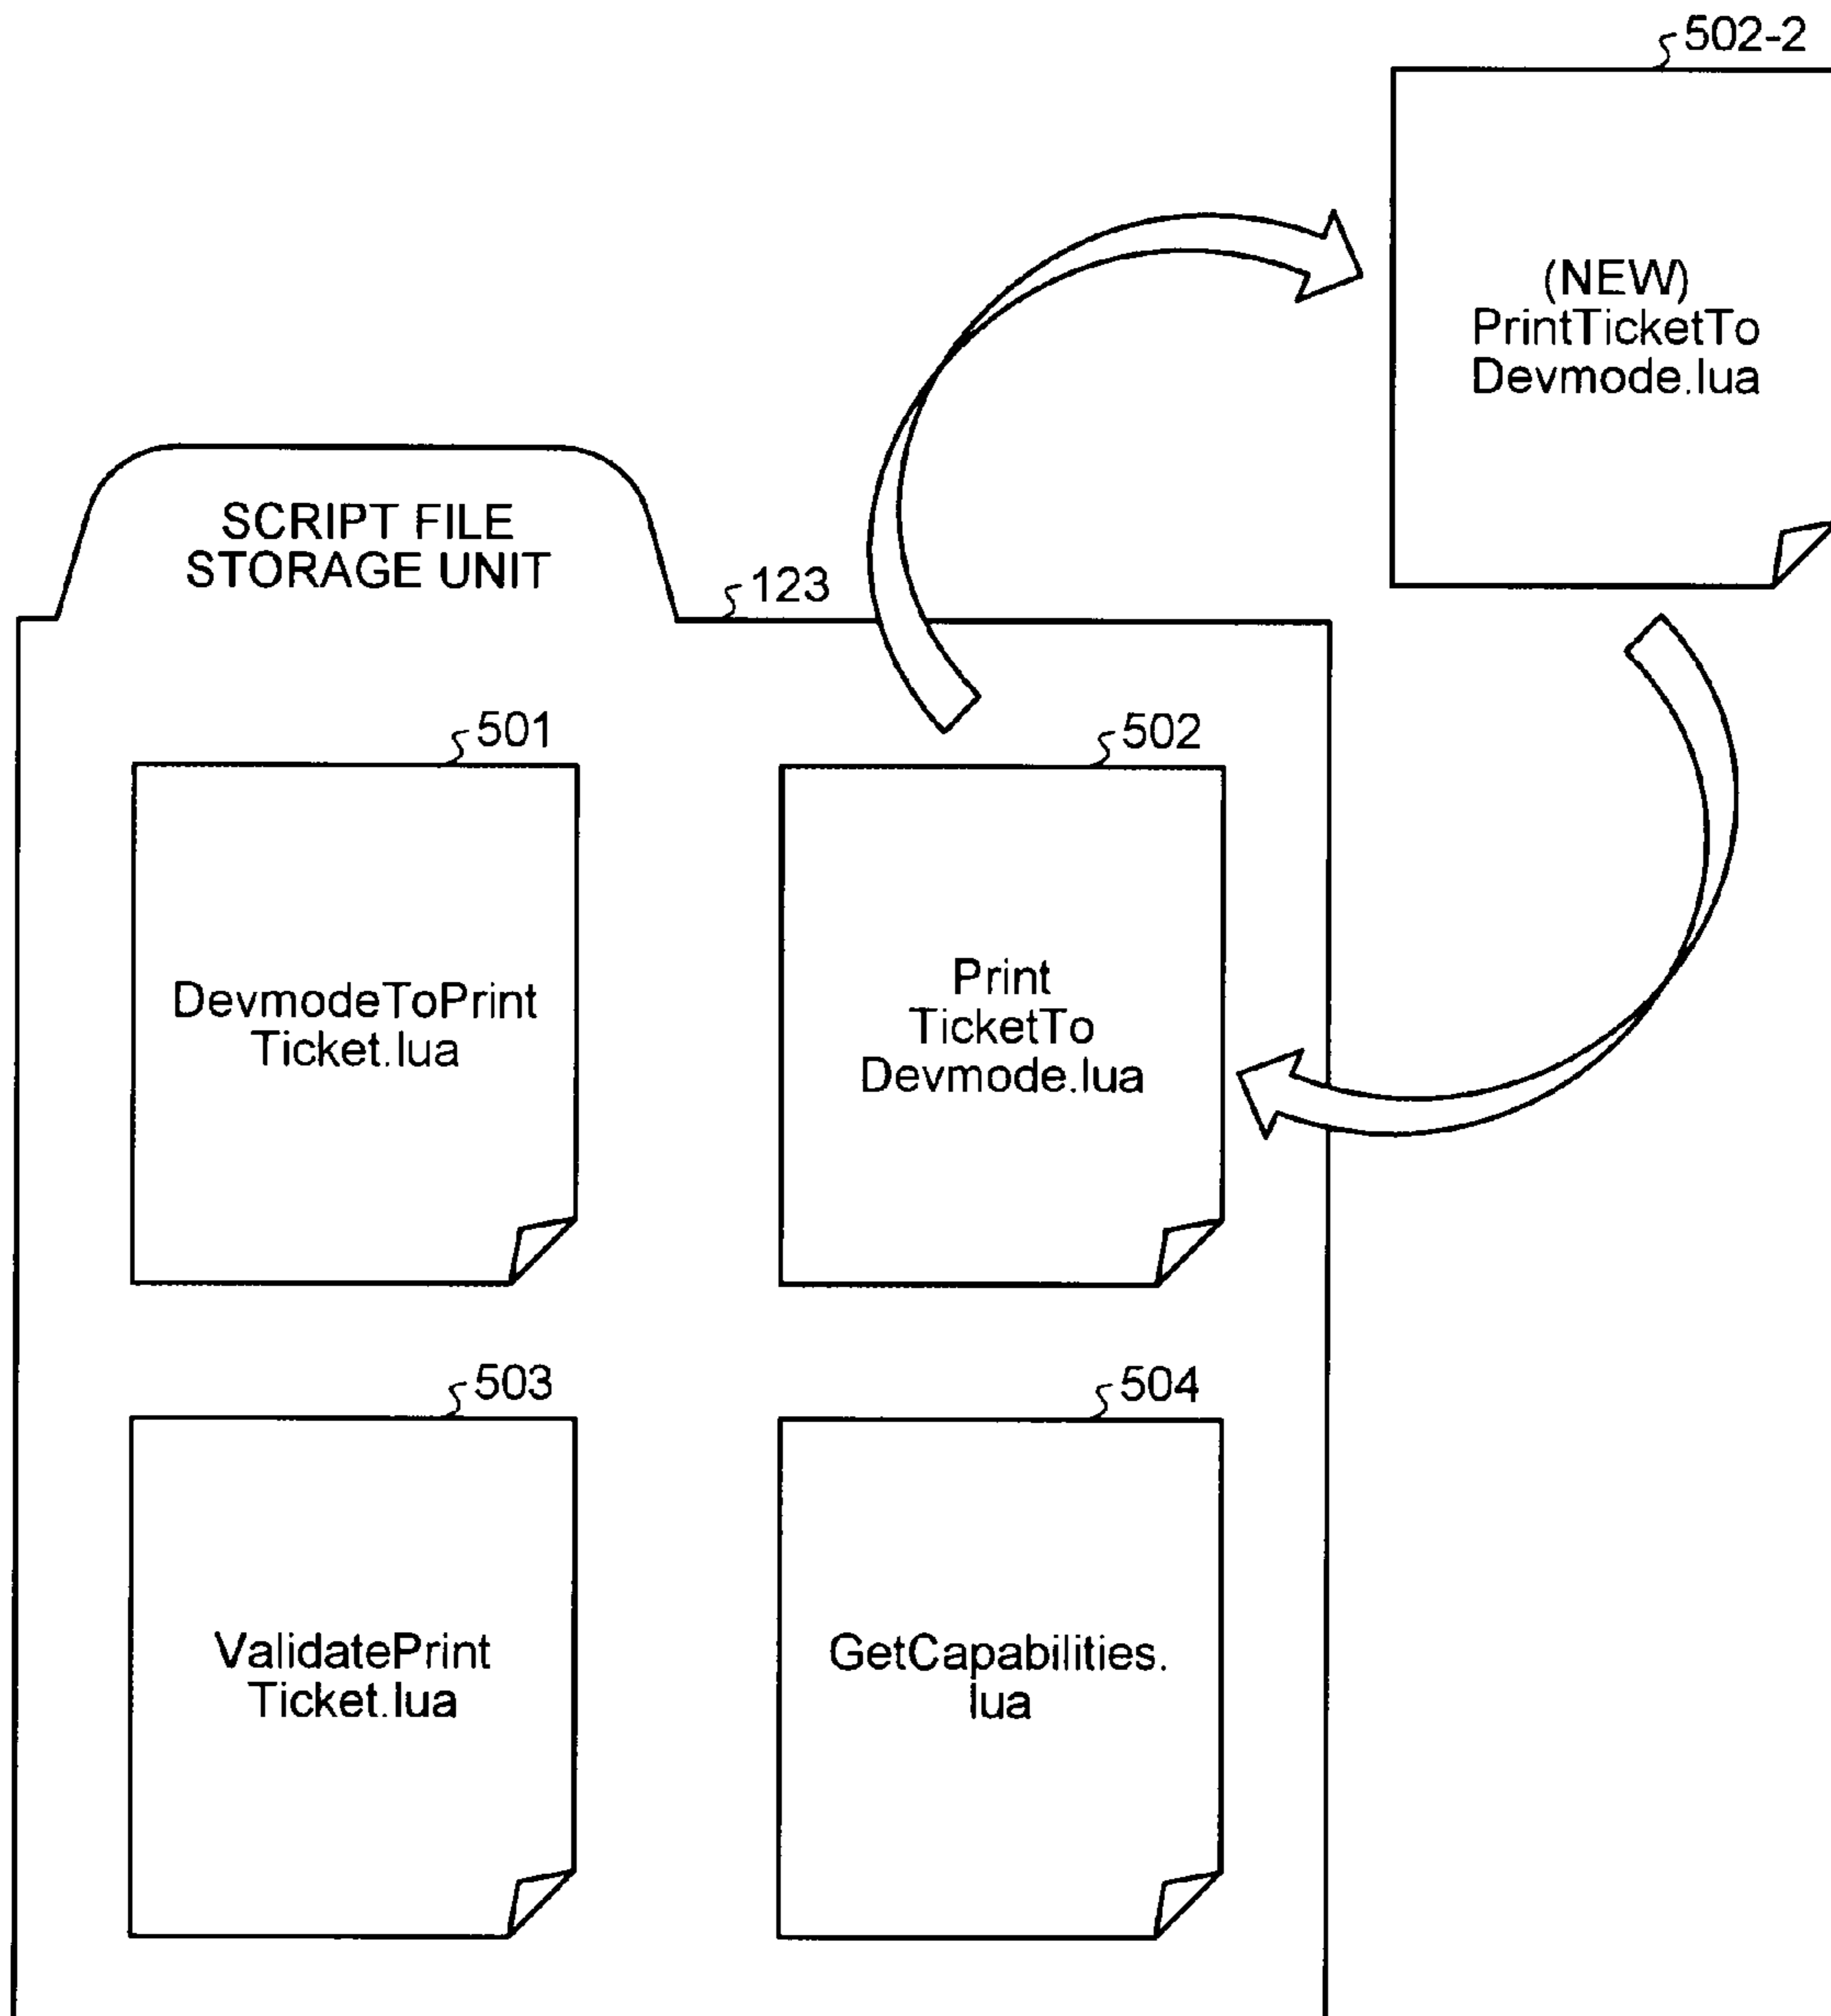 502-2
(NEW)
PrintTicketTo
Devmode.lua
SCRIPT FILE
STORAGE UNIT
123
501
502
DevmodeToPrint
Ticket.lua
Print
TicketTo
Devmode.lua
503
504
ValidatePrint
Ticket.lua
GetCapabilities.
lua